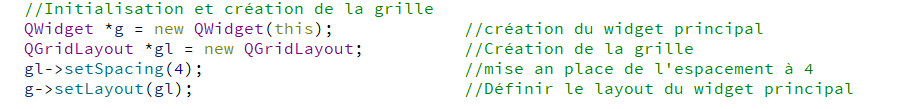 //Initialisation et création de la grille
QWidget *g = new QWidget(this); //création du widget principal
QGridLayout *gl = new QGridLayout; //Création de la grille
gl->setSpacing(4); //mise an place de l'espacement à 4
g->setLayout(gl); //Définir le layout du widget principal